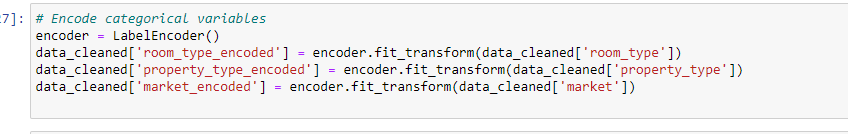 7]: # Encode categorical variables
encoder = LabelEncoder()
data_cleaned['room_type_encoded'] = encoder.fit_transform(data_cleaned['room_type'])
data_cleaned['property_type_encoded'] = encoder.fit_transform(data_cleaned['property_type'])
data_cleaned['market_encoded'] = encoder.fit_transform(data_cleaned['market'])